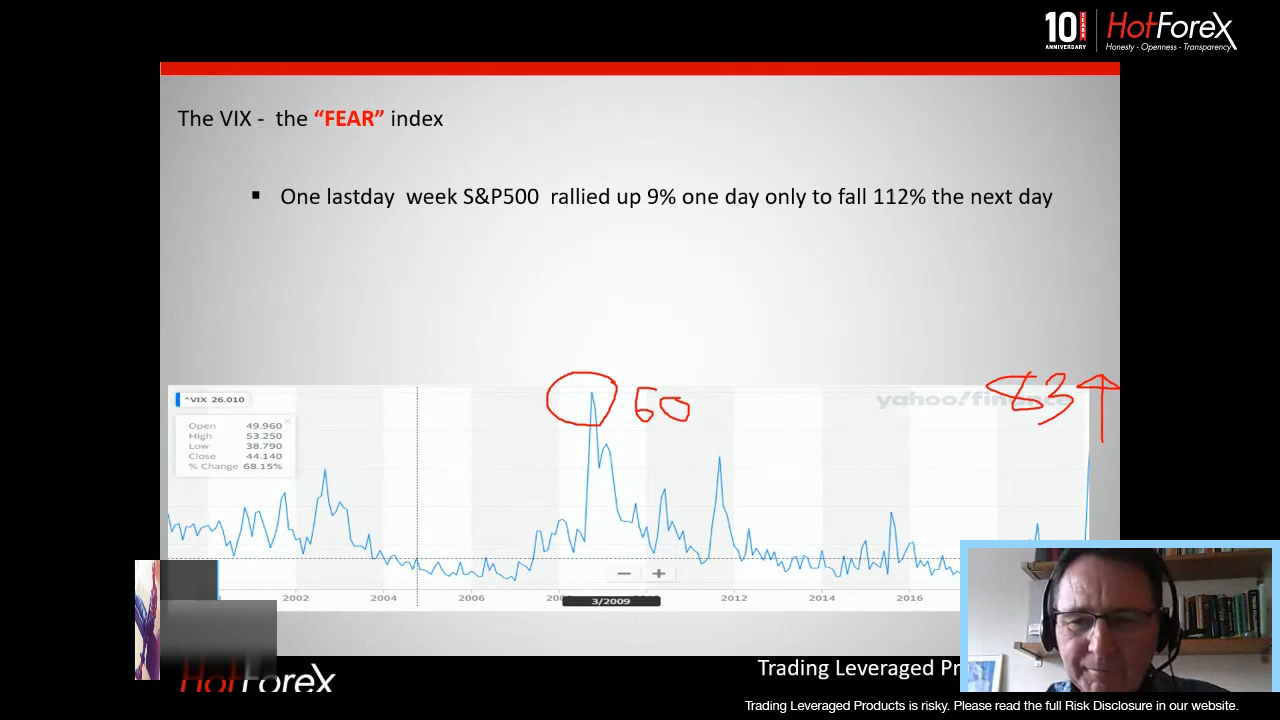 10 YEARS ANNIVERSARY HotForex
Honesty - Openness - Transparency
The VIX - the “FEAR” index
▪ One lastday week S&P500 rallied up 9% one day only to fall 112% the next day
^VIX 26.010
yahoo!finance
60
83
Open 49.960
High 53.250
Low 38.790
Close 44.140
% Change 68.15%
− +
2002 2004 2006 3/2009 2012 2014 2016
HotForex
Trading Leveraged Pr
Trading Leveraged Products is risky. Please read the full Risk Disclosure in our website.